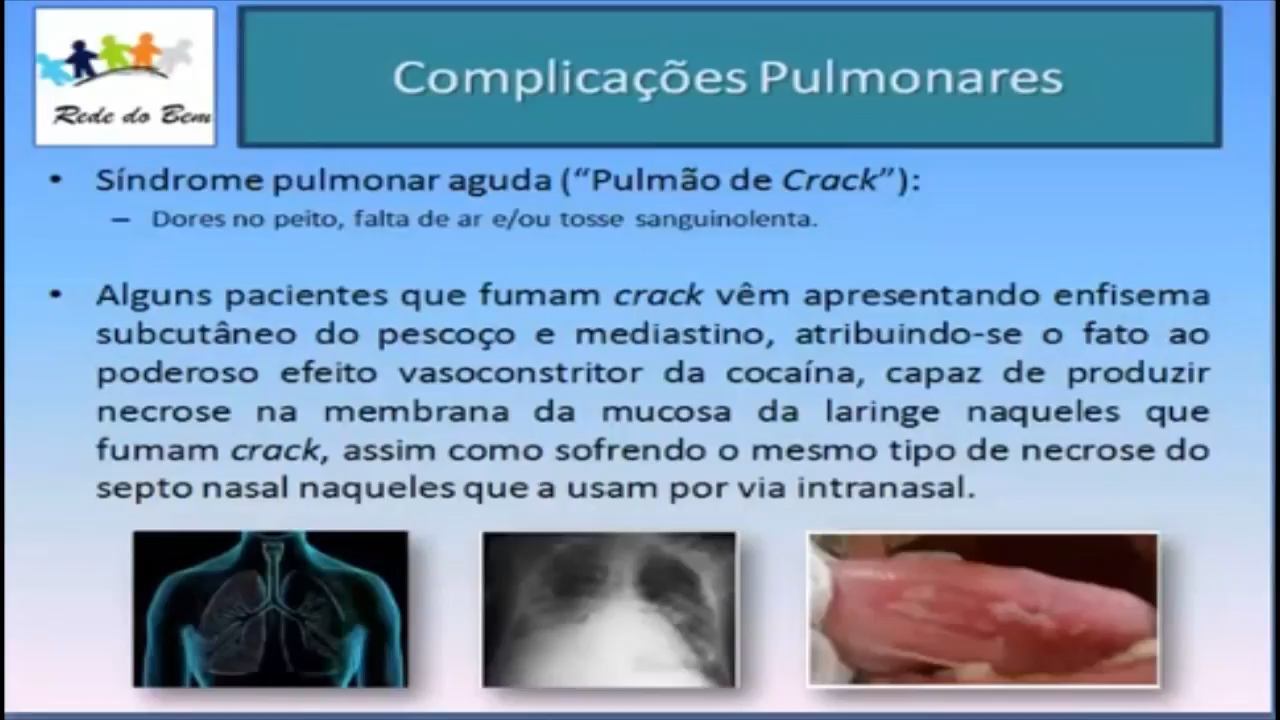 Rede do Bem
Complicações Pulmonares
• Síndrome pulmonar aguda (“Pulmão de Crack”):
– Dores no peito, falta de ar e/ou tosse sanguinolenta.
• Alguns pacientes que fumam crack vêm apresentando enfisema
subcutâneo do pescoço e mediastino, atribuindo-se o fato ao
poderoso efeito vasoconstritor da cocaína, capaz de produzir
necrose na membrana da mucosa da laringe naqueles que
fumam crack, assim como sofrendo o mesmo tipo de necrose do
septo nasal naqueles que a usam por via intranasal.